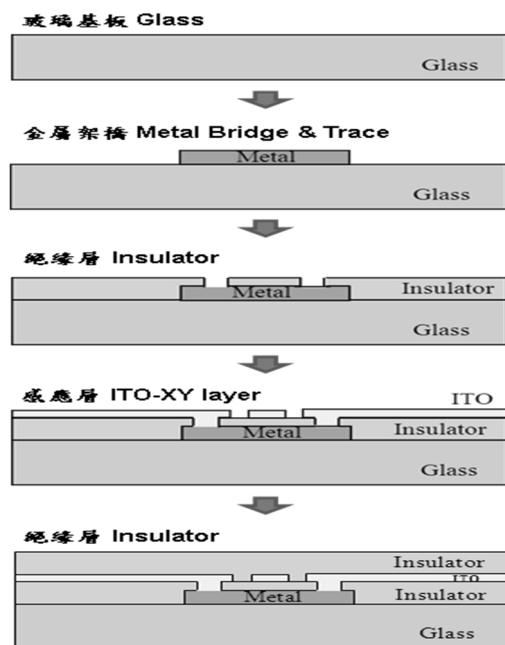 玻璃基板 Glass
Glass
金屬架橋 Metal Bridge & Trace
Metal
Glass
絕緣層 Insulator
Metal
Insulator
Glass
感應層 ITO-XY layer
ITO
Metal
Insulator
Glass
絕緣層 Insulator
Insulator
ITO
Metal
Insulator
Glass